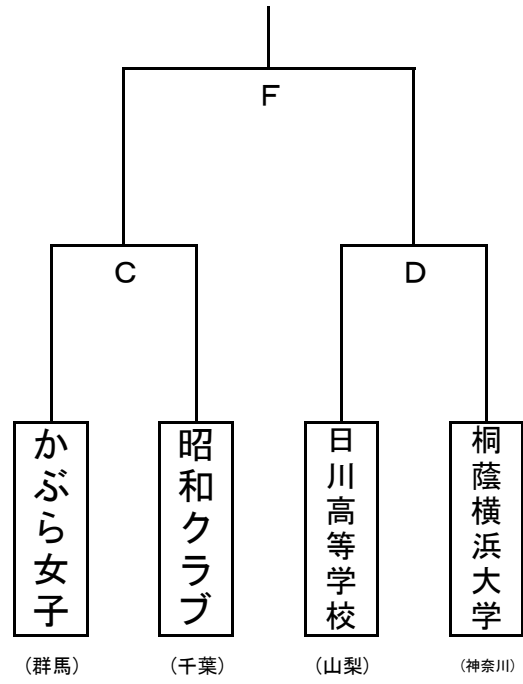 F
C
D
かぶら女子
昭和クラブ
日川高等学校
桐蔭横浜大学
(群馬)
(千葉)
(山梨)
(神奈川)